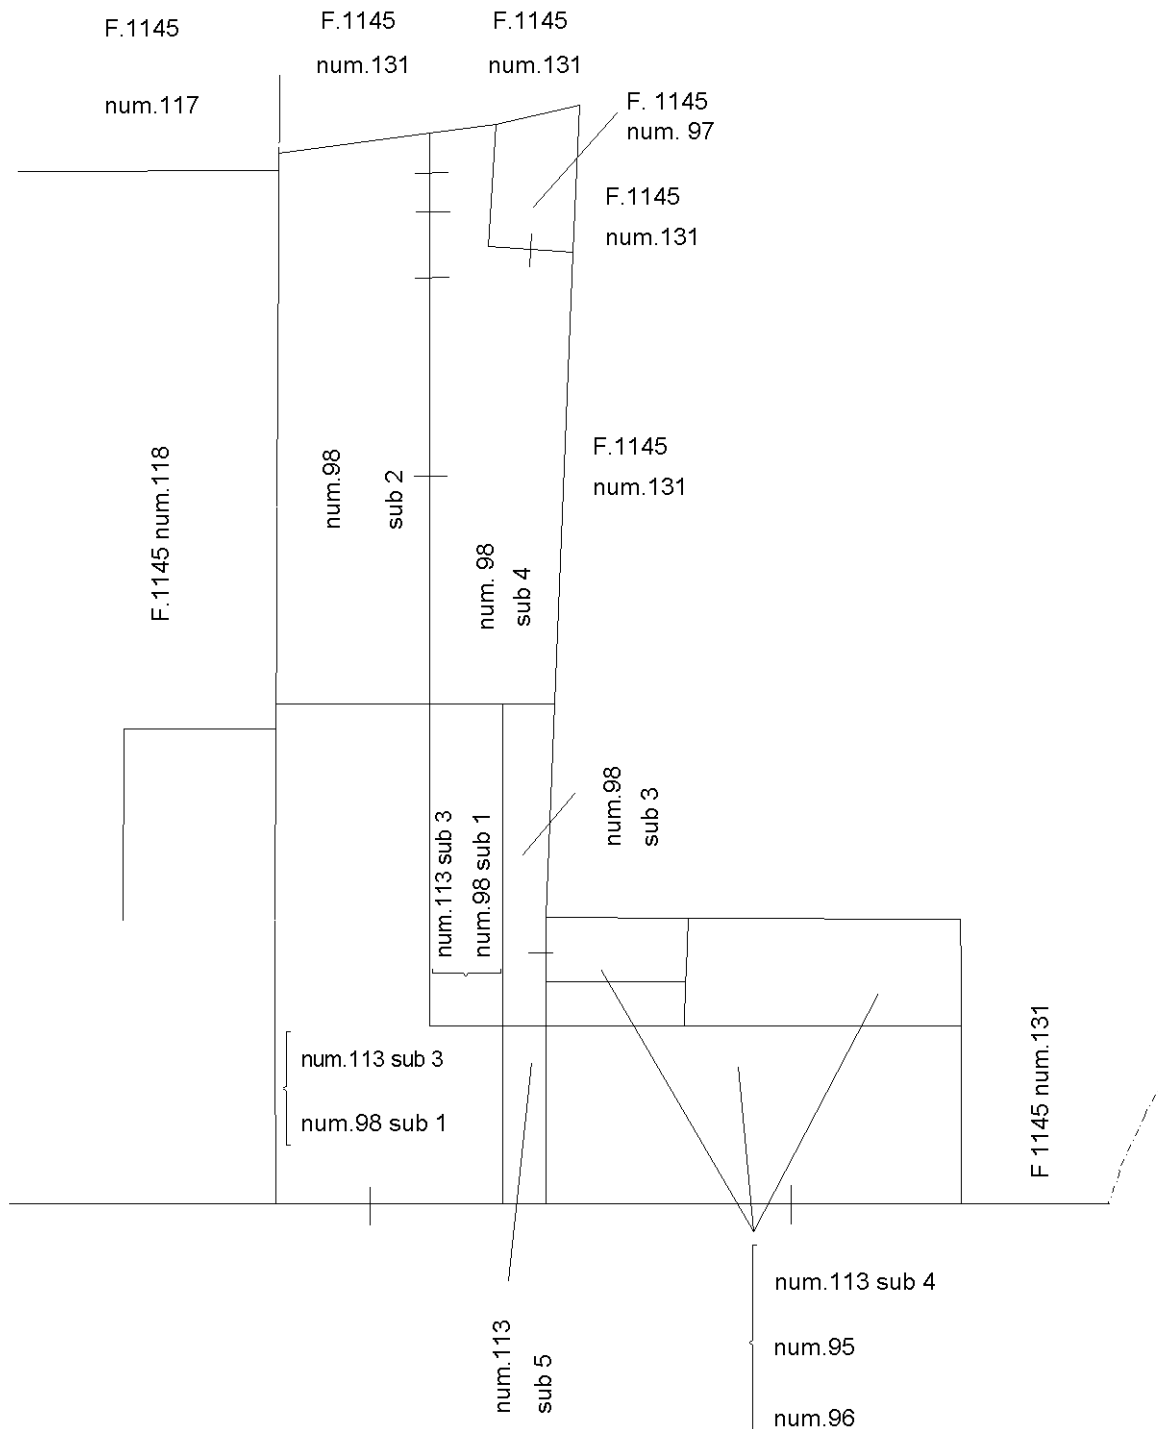 F.1145
num.117
F.1145
num.131
F.1145
num.131
F. 1145
num. 97
F.1145
num.131
F.1145
num.131
F.1145 num.118
num.98
sub 2
num. 98
sub 4
num.98
sub 3
num.113 sub 3
num.98 sub 1
num.113 sub 3
num.98 sub 1
F 1145 num.131
num.113
sub 5
num.113 sub 4
num.95
num.96